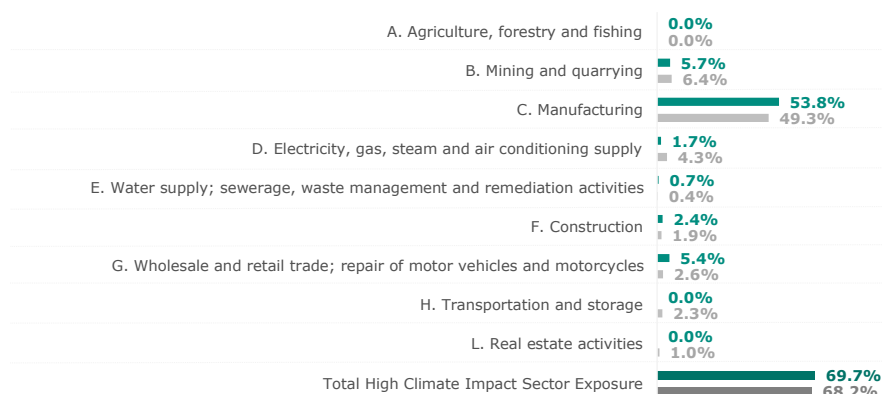 A. Agriculture, forestry and fishing 0.0%
0.0%
B. Mining and quarrying 5.7%
6.4%
C. Manufacturing 53.8%
49.3%
D. Electricity, gas, steam and air conditioning supply 1.7%
4.3%
E. Water supply; sewerage, waste management and remediation activities 0.7%
0.4%
F. Construction 2.4%
1.9%
G. Wholesale and retail trade; repair of motor vehicles and motorcycles 5.4%
2.6%
H. Transportation and storage 0.0%
2.3%
L. Real estate activities 0.0%
1.0%
Total High Climate Impact Sector Exposure 69.7%
68.2%